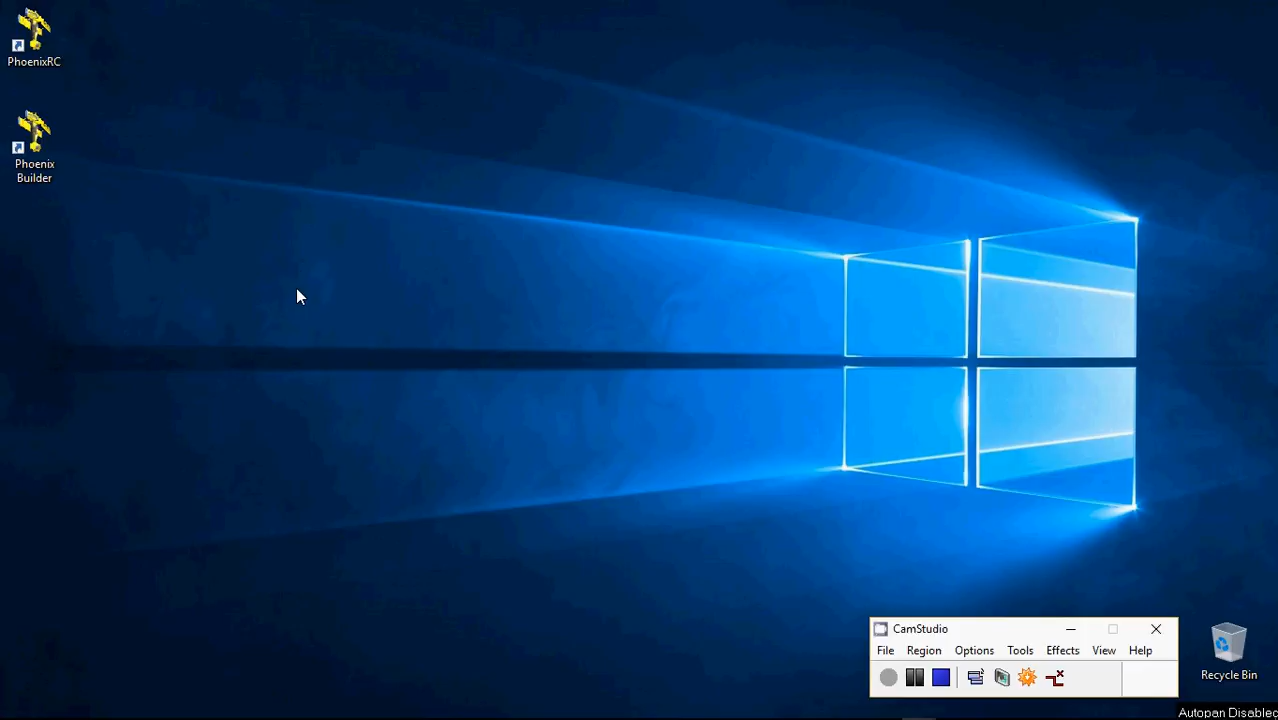 PhoenixRC
Phoenix
Builder
CamStudio
File Region Options Tools Effects View Help
Recycle Bin
Autopan Disabled